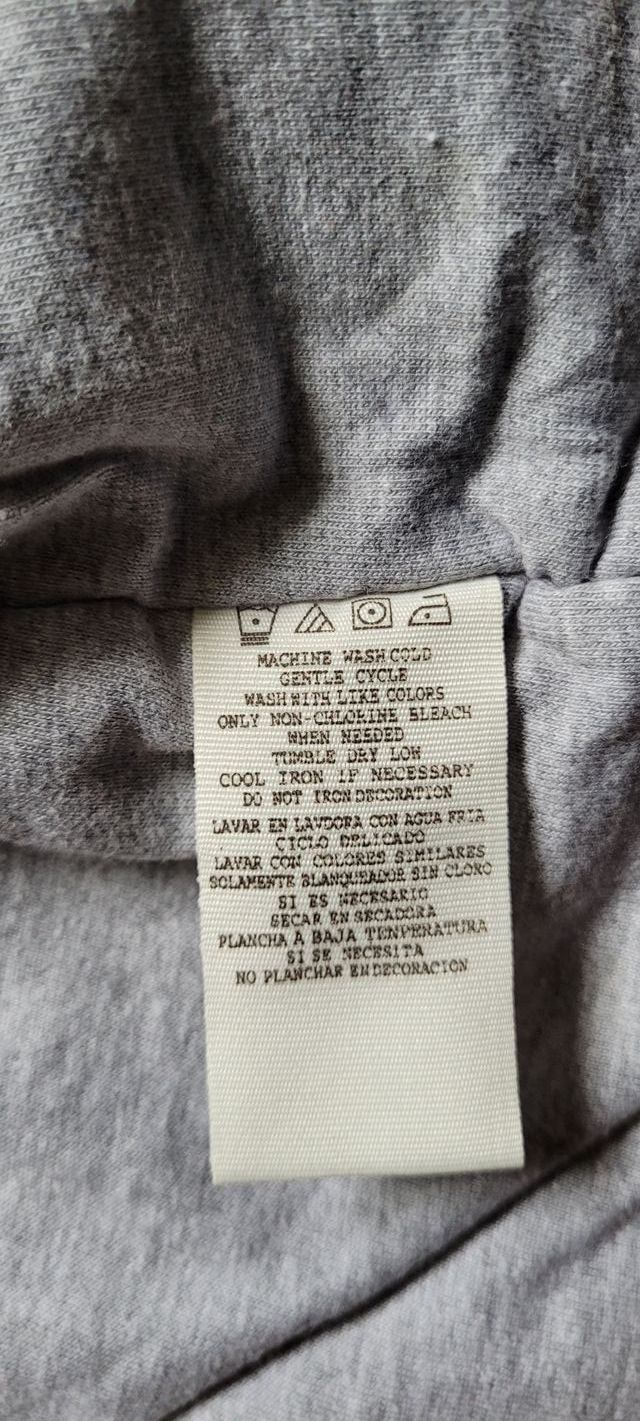 MACHINE WASH COLD
GENTLE CYCLE
WASH WITH LIKE COLORS
ONLY NON-CHLORINE BLEACH
WHEN NEEDED
TUMBLE DRY LOW
COOL IRON IF NECESSARY
DO NOT IRON DECORATION
LAVAR EN LAVDORA CON AGUA FRIA
CICLO DELICADO
LAVAR CON COLORES SIMILARES
SOLAMENTE BLANQUEADOR SIN CLORO
SI ES NECESARIO
SECAR EN SECADORA
PLANCHA A BAJA TENPERATURA
SI SE NECESITA
NO PLANCHAR EN DECORACION